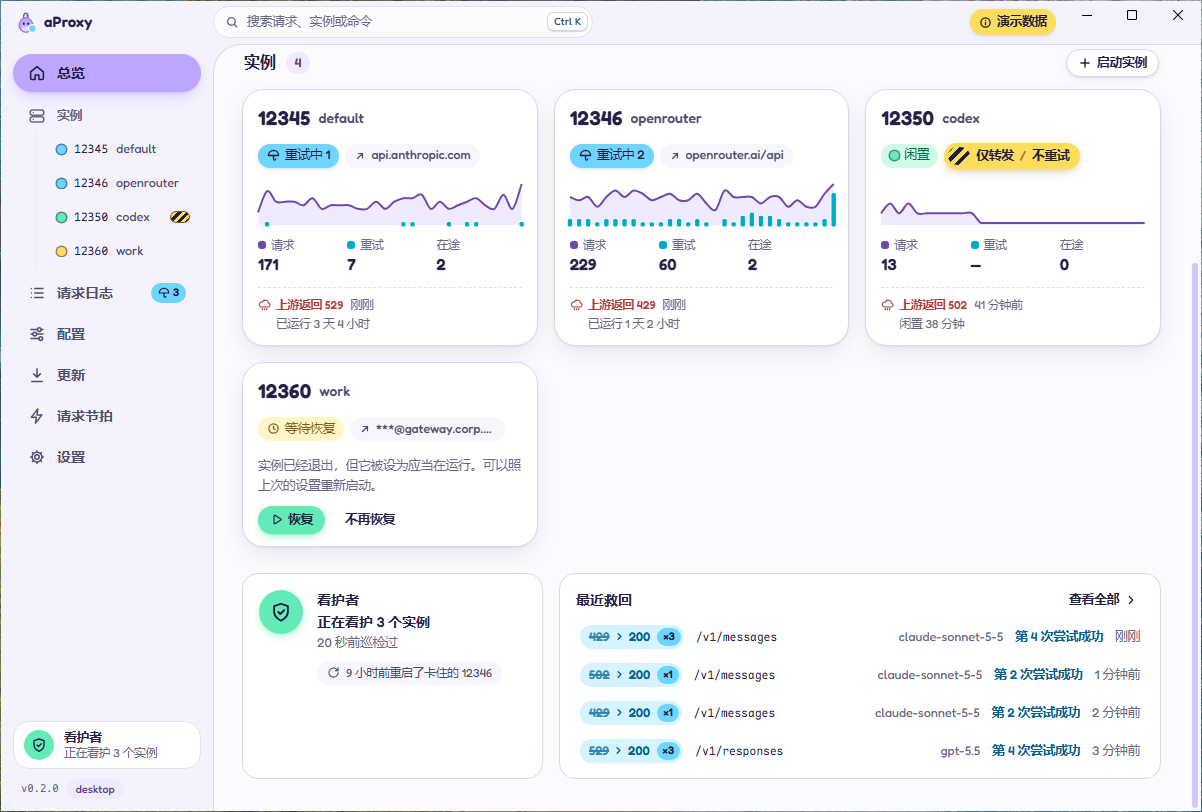 aProxy
搜索请求、实例或命令
Ctrl K
演示数据
总览
实例
12345 default
12346 openrouter
12350 codex
12360 work
请求日志 3
配置
更新
请求节拍
设置
看护者
正在看护 3 个实例
v0.2.0 desktop
实例 4
启动实例
12345 default
重试中 1
api.anthropic.com
请求 重试 在途
171 7 2
上游返回 529 刚刚
已运行 3 天 4 小时
12346 openrouter
重试中 2
openrouter.ai/api
请求 重试 在途
229 60 2
上游返回 429 刚刚
已运行 1 天 2 小时
12350 codex
闲置
仅转发 / 不重试
请求 重试 在途
13 — 0
上游返回 502 41 分钟前
闲置 38 分钟
12360 work
等待恢复
***@gateway.corp....
实例已经退出，但它被设为应当在运行。可以照
上次的设置重新启动。
恢复 不再恢复
看护者
正在看护 3 个实例
20 秒前巡检过
9 小时前重启了卡住的 12346
最近救回
查看全部
429 > 200 ×3 /v1/messages claude-sonnet-5-5 第 4 次尝试成功 刚刚
502 > 200 ×1 /v1/messages claude-sonnet-5-5 第 2 次尝试成功 1 分钟前
429 > 200 ×1 /v1/messages claude-sonnet-5-5 第 2 次尝试成功 2 分钟前
529 > 200 ×3 /v1/responses gpt-5.5 第 4 次尝试成功 3 分钟前